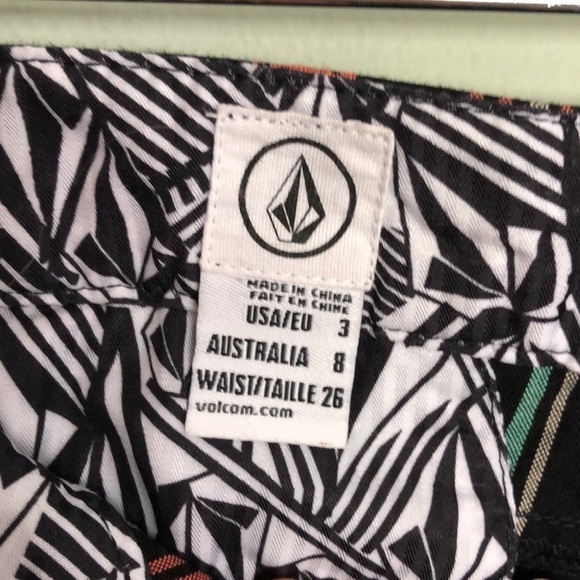 MADE IN CHINA
FAIT EN CHINE
USA/EU 3
AUSTRALIA 8
WAIST/TAILLE 26
volcom.com